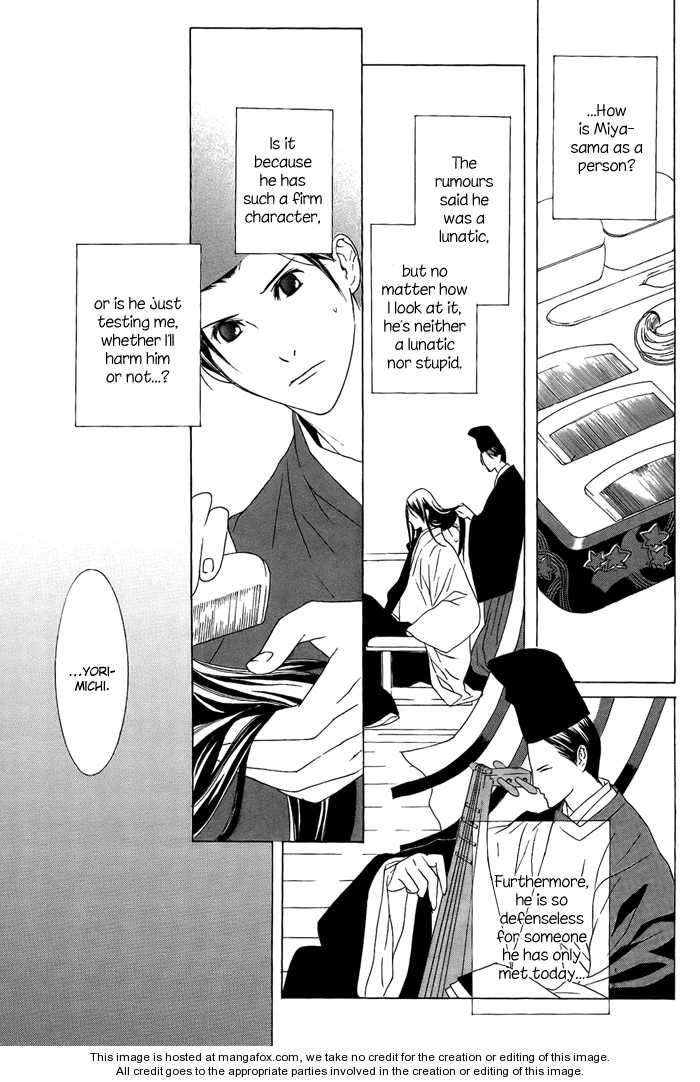 ...How
is Miya-
sama as a
person?
The
rumours
said he
was a
lunatic,
but no
matter how
I look at it,
he's neither
a lunatic
nor stupid.
Furthermore,
he is so
defenseless
for someone
he has only
met today...
Is it
because
he has
such a firm
character,
or is he just
testing me,
whether I'll
harm him
or not...?
...YORI-
MICHI.
This image is hosted at mangafox.com, we take no credit for the creation or editing of this image.
All credit goes to the appropriate parties involved in the creation or editing of this image.